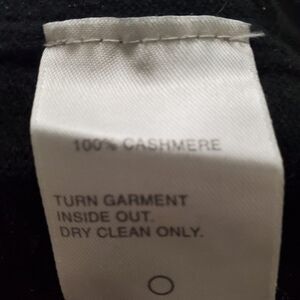 100% CASHMERE
TURN GARMENT
INSIDE OUT.
DRY CLEAN ONLY.